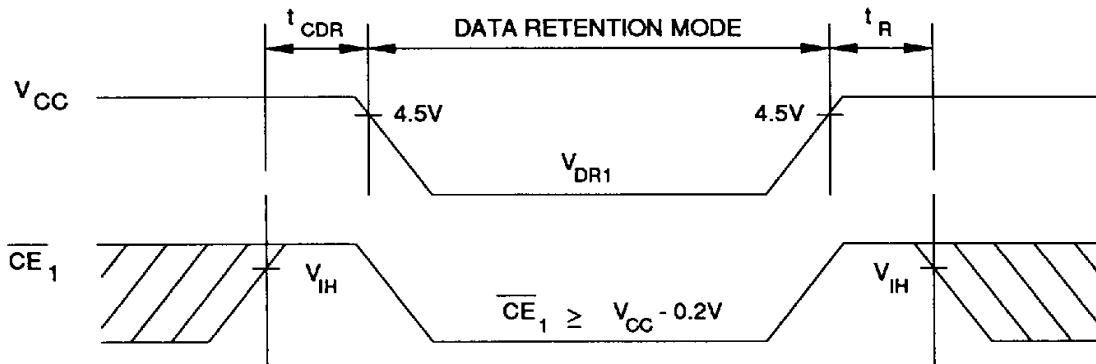 t CDR DATA RETENTION MODE t R
V CC 4.5V 4.5V
V DR1
CE 1 V IH V IH
CE 1 ≥ V CC - 0.2V